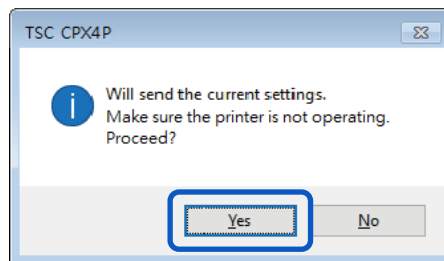 TSC CPX4P
Will send the current settings.
Make sure the printer is not operating.
Proceed?
Yes
No